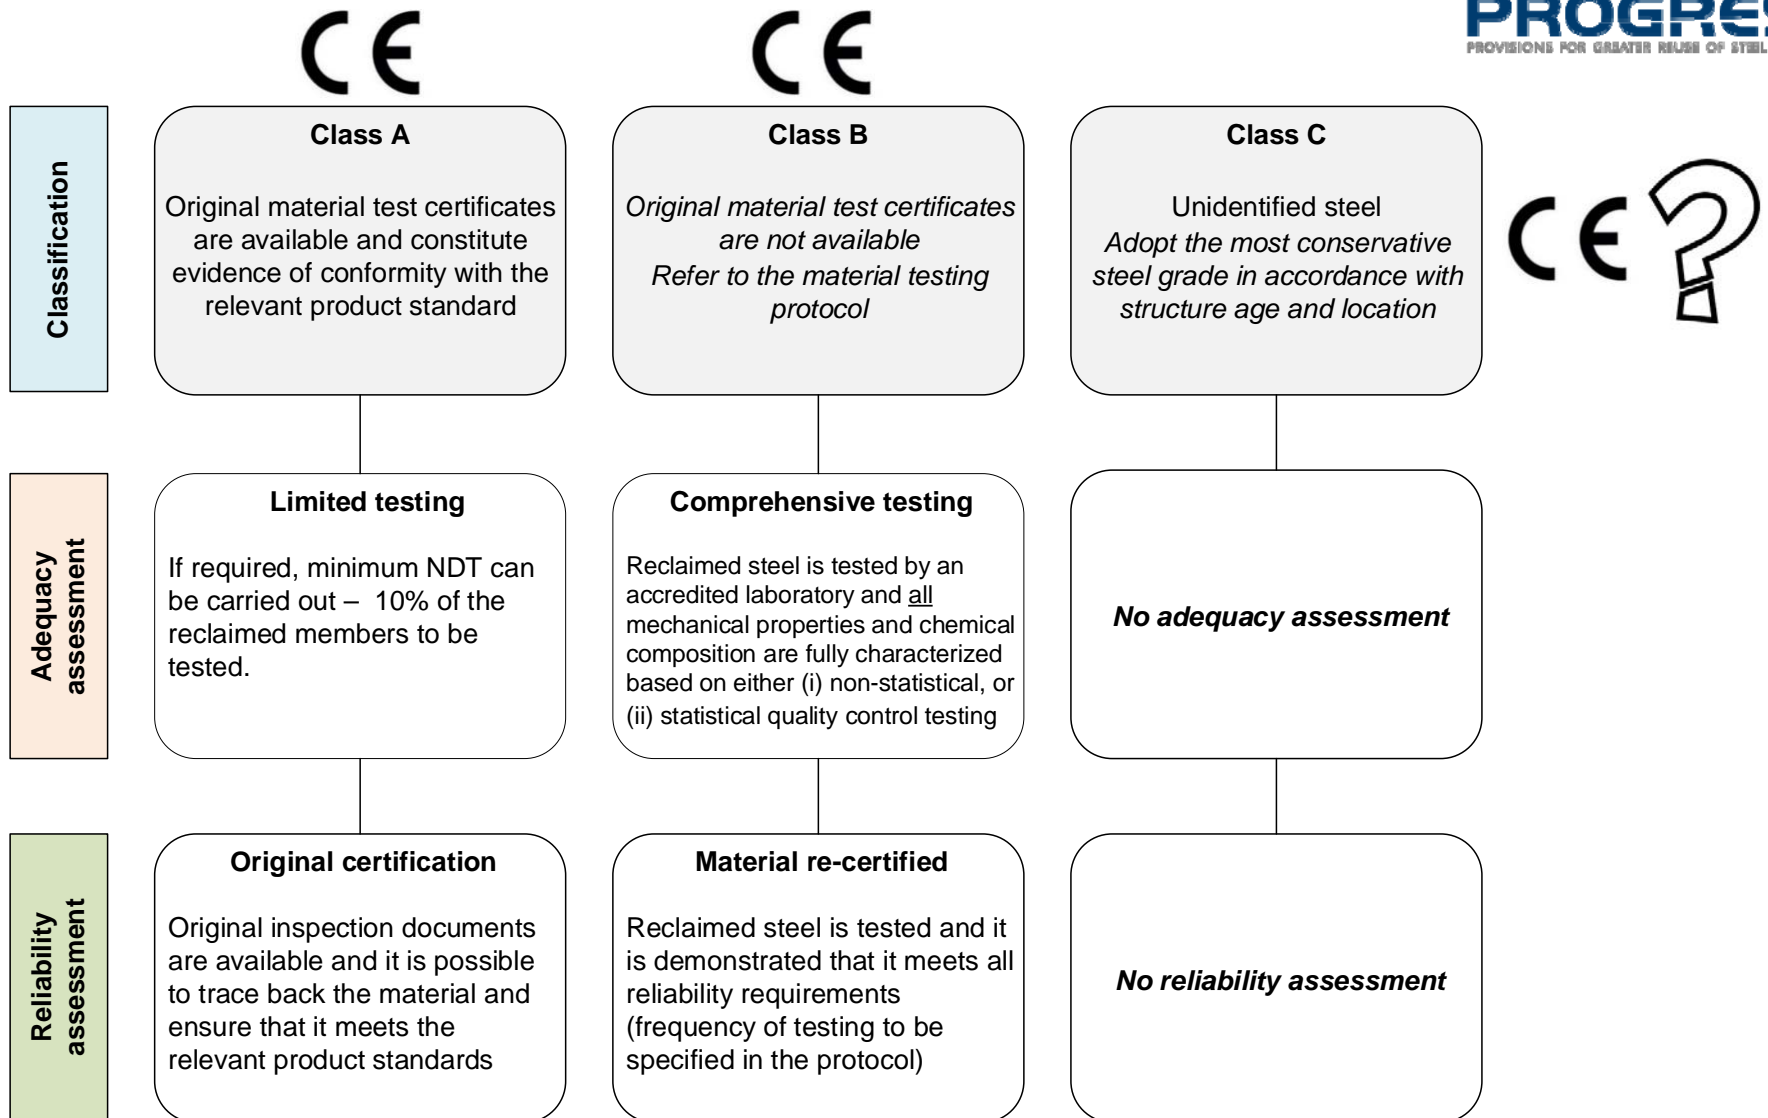 CE
CE
PROGRES
PROVISIONS FOR GREATER REUSE OF STEEL
Classification
Class A
Original material test certificates
are available and constitute
evidence of conformity with the
relevant product standard
Class B
Original material test certificates
are not available
Refer to the material testing
protocol
Class C
Unidentified steel
Adopt the most conservative
steel grade in accordance with
structure age and location
CE ?
Adequacy
assessment
Limited testing
If required, minimum NDT can
be carried out – 10% of the
reclaimed members to be
tested.
Comprehensive testing
Reclaimed steel is tested by an
accredited laboratory and all
mechanical properties and chemical
composition are fully characterized
based on either (i) non-statistical, or
(ii) statistical quality control testing
No adequacy assessment
Reliability
assessment
Original certification
Original inspection documents
are available and it is possible
to trace back the material and
ensure that it meets the
relevant product standards
Material re-certified
Reclaimed steel is tested and it
is demonstrated that it meets all
reliability requirements
(frequency of testing to be
specified in the protocol)
No reliability assessment